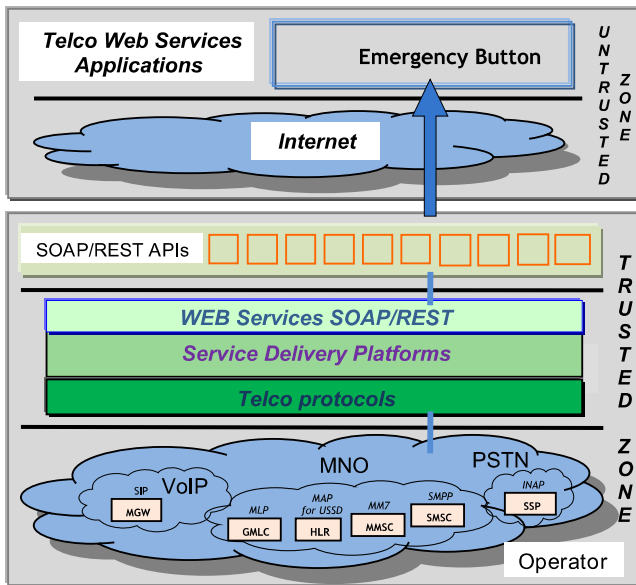 Telco Web Services
Applications
Emergency Button
UNTRUSTED
ZONE
Internet
SOAP/REST APIs
WEB Services SOAP/REST
Service Delivery Platforms
Telco protocols
TRUSTED
ZONE
MNO
PSTN
VoIP
SIP
MGW
MLP
GMLC
MAP
for USSD
HLR
MM7
MMSC
SMPP
SMSC
INAP
SSP
Operator